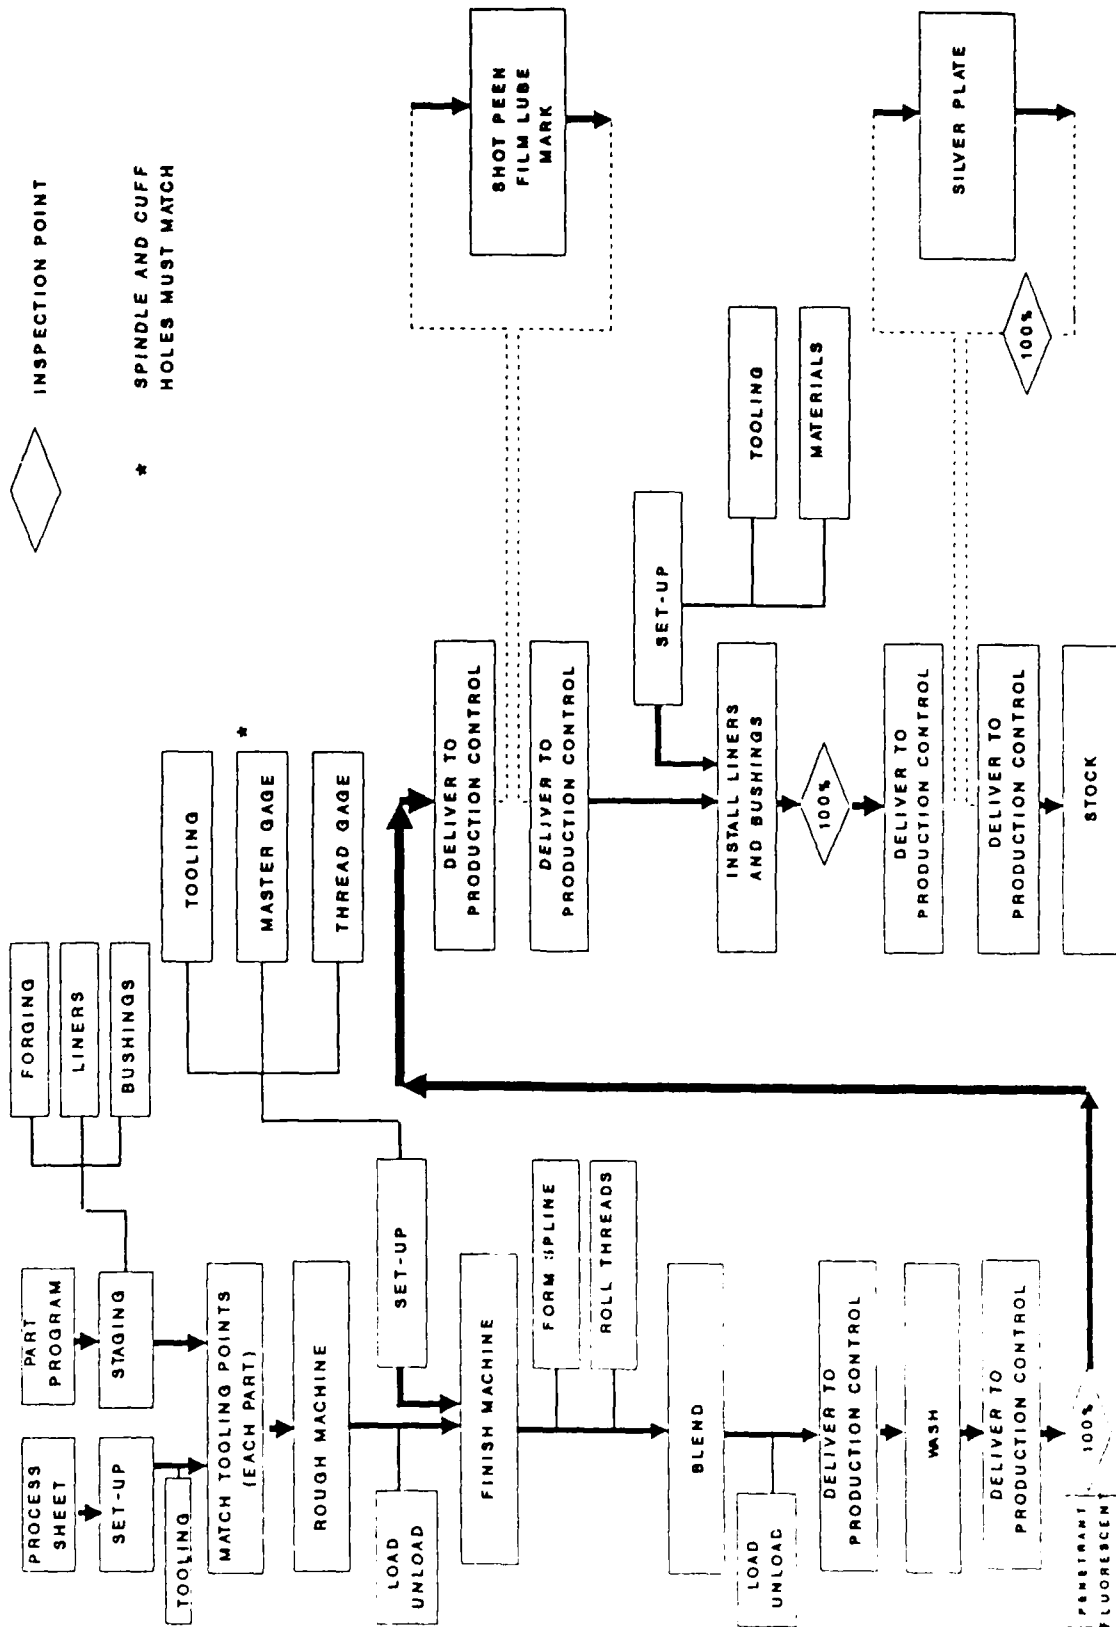 INSPECTION POINT
*
SPINDLE AND CUFF
HOLES MUST MATCH
PROCESS
SHEET
SET-UP
TOOLING
PART
PROGRAM
STAGING
FORGING
LINERS
BUSHINGS
MATCH TOOLING POINTS
(EACH PART)
ROUGH MACHINE
LOAD
UNLOAD
SET-UP
TOOLING
MASTER GAGE
*
THREAD GAGE
FINISH MACHINE
FORM SPLINE
ROLL THREADS
BLEND
LOAD
UNLOAD
DELIVER TO
PRODUCTION CONTROL
WASH
DELIVER TO
PRODUCTION CONTROL
PENETRANT
FLUORESCENT
100%
DELIVER TO
PRODUCTION CONTROL
SHOT PEEN
FILM LUBE
MARK
DELIVER TO
PRODUCTION CONTROL
SET-UP
TOOLING
MATERIALS
INSTALL LINERS
AND BUSHINGS
100%
DELIVER TO
PRODUCTION CONTROL
SILVER PLATE
100%
DELIVER TO
PRODUCTION CONTROL
STOCK